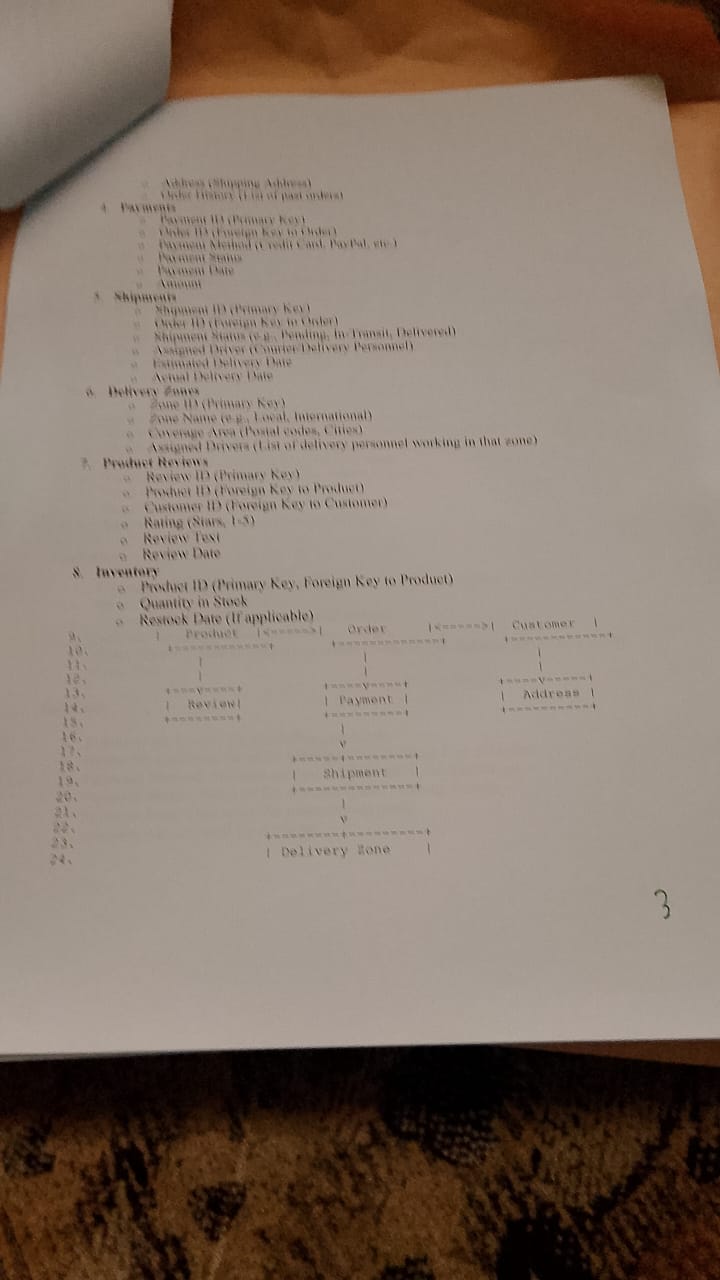 o Address (Shipping Address)
o Order History (List of past orders)
4. Payments
o Payment ID (Primary Key)
o Order ID (Foreign Key to Order)
o Payment Method (Credit Card, PayPal, etc.)
o Payment Status
o Payment Date
o Amount
5. Shipments
o Shipment ID (Primary Key)
o Order ID (Foreign Key to Order)
o Shipment Status (e.g., Pending, In-Transit, Delivered)
o Assigned Driver (Courier/Delivery Personnel)
o Estimated Delivery Date
o Actual Delivery Date
6. Delivery Zones
o Zone ID (Primary Key)
o Zone Name (e.g., Local, International)
o Coverage Area (Postal codes, Cities)
o Assigned Drivers (List of delivery personnel working in that zone)
7. Product Reviews
o Review ID (Primary Key)
o Product ID (Foreign Key to Product)
o Customer ID (Foreign Key to Customer)
o Rating (Stars, 1-5)
o Review Text
o Review Date
8. Inventory
o Product ID (Primary Key, Foreign Key to Product)
o Quantity in Stock
o Restock Date (If applicable)
9. | Product |<----->| Order |<----->| Customer |
10. +------------+ +-------------+ +------------+
11. | | |
12. | | |
13. +----v----+ +----v----+ +-----v-----+
14. | Review| | Payment | | Address |
15. +---------+ +---------+ +----------+
16. |
17. v
18. +-----+--------+
19. | Shipment |
20. +--------------+
21. |
22. v
23. +--------+---------+
24. | Delivery Zone |
3